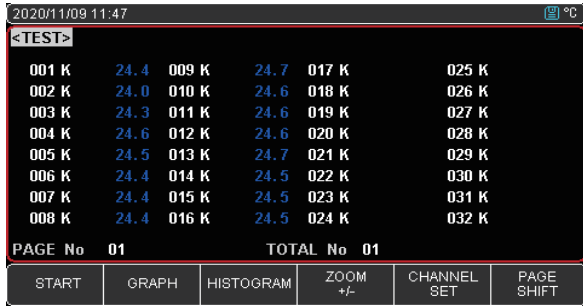 2020/11/09 11:47 °C
<TEST>
001 K 24.4 009 K 24.7 017 K 025 K
002 K 24.0 010 K 24.6 018 K 026 K
003 K 24.3 011 K 24.6 019 K 027 K
004 K 24.6 012 K 24.6 020 K 028 K
005 K 24.5 013 K 24.7 021 K 029 K
006 K 24.4 014 K 24.5 022 K 030 K
007 K 24.4 015 K 24.5 023 K 031 K
008 K 24.4 016 K 24.5 024 K 032 K
PAGE No 01 TOTAL No 01
START GRAPH HISTOGRAM ZOOM +/- CHANNEL SET PAGE SHIFT